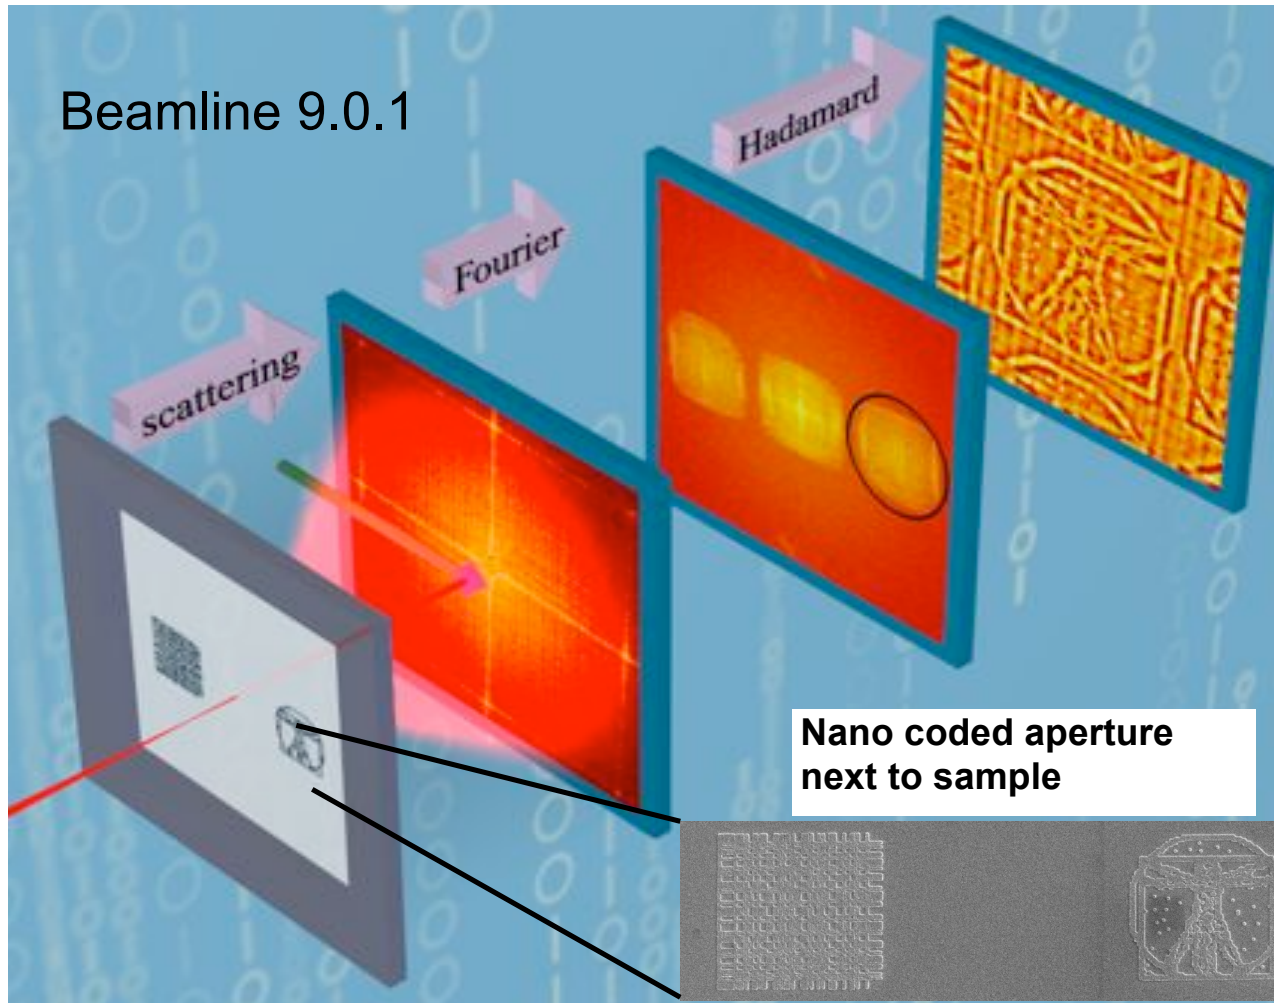 Beamline 9.0.1
Hadamard
Fourier
scattering
Nano coded aperture
next to sample